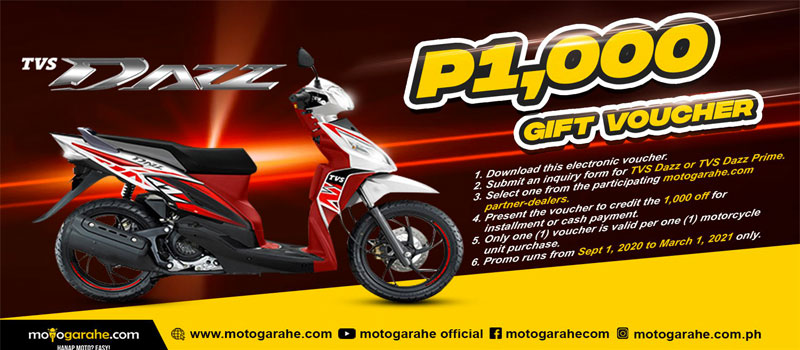 TVS DAZZ
P1,000
GIFT VOUCHER
1. Download this electronic voucher.
2. Submit an inquiry form for TVS Dazz or TVS Dazz Prime.
3. Select one from the participating motogarahe.com
partner-dealers.
4. Present the voucher to credit the 1,000 off for
installment or cash payment.
5. Only one (1) voucher is valid per one (1) motorcycle
unit purchase.
6. Promo runs from Sept 1, 2020 to March 1, 2021 only.
TVS
motogarahe.com
HANAP MOTO? EASY!
www.motogarahe.com motogarahe official motogarahecom motogarahe.com.ph